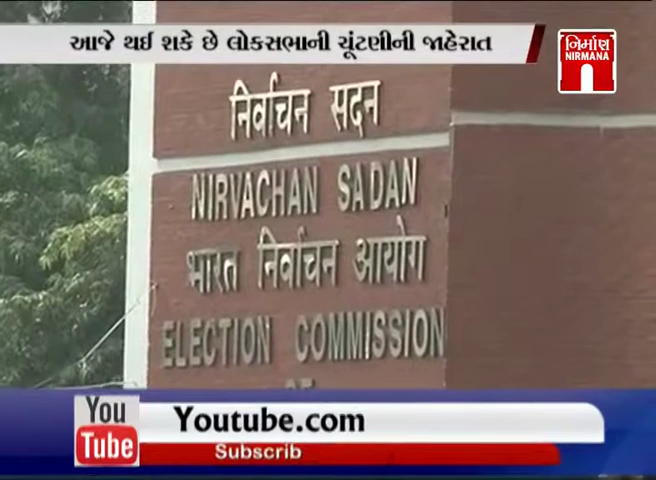 આજે થઈ શકે છે લોકસભાની ચૂંટણીની જાહેરાત
निर्माण
NIRMANA
निर्वाचन सदन
NIRVACHAN SADAN
भारत निर्वाचन आयोग
ELECTION COMMISSION
OF
You
Tube
Youtube.com
Subscrib